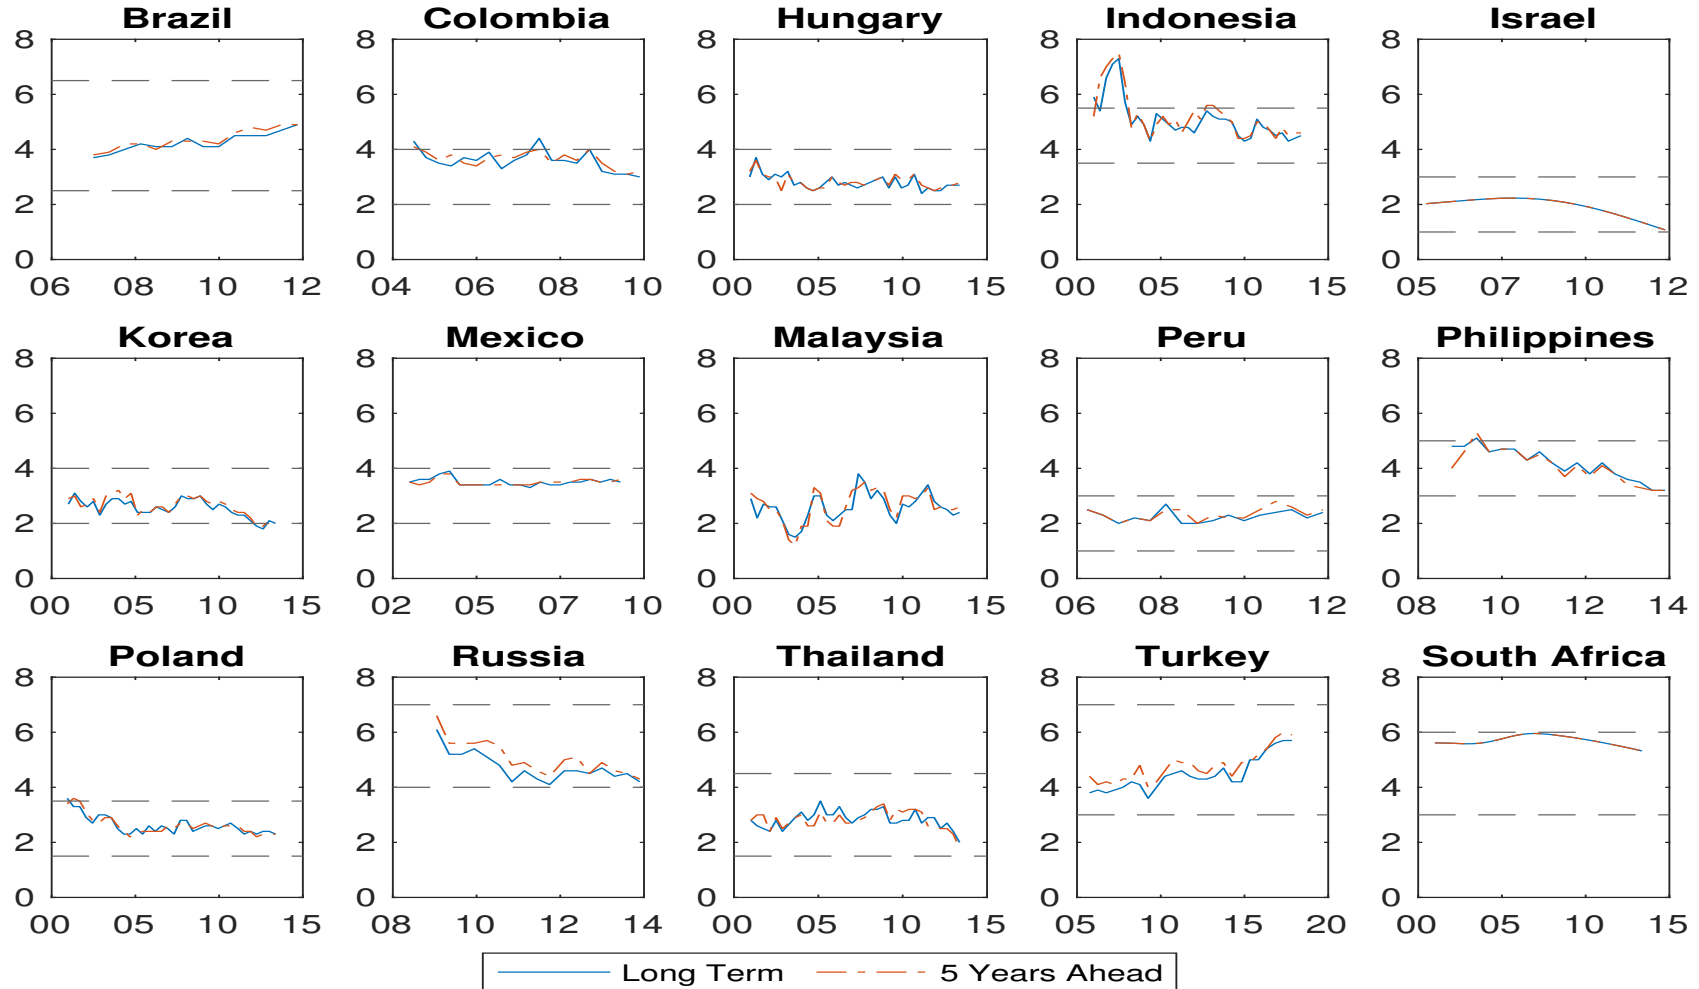 Brazil Colombia Hungary Indonesia Israel
8 8 8 8 8
6 6 6 6 6
4 4 4 4 4
2 2 2 2 2
0 0 0 0 0
06 08 10 12 04 06 08 10 00 05 10 15 00 05 10 15 05 07 10 12
Korea Mexico Malaysia Peru Philippines
8 8 8 8 8
6 6 6 6 6
4 4 4 4 4
2 2 2 2 2
0 0 0 0 0
00 05 10 15 02 05 07 10 00 05 10 15 06 08 10 12 08 10 12 14
Poland Russia Thailand Turkey South Africa
8 8 8 8 8
6 6 6 6 6
4 4 4 4 4
2 2 2 2 2
0 0 0 0 0
00 05 10 15 08 10 12 14 00 05 10 15 05 10 15 20 00 05 10 15
Long Term 5 Years Ahead